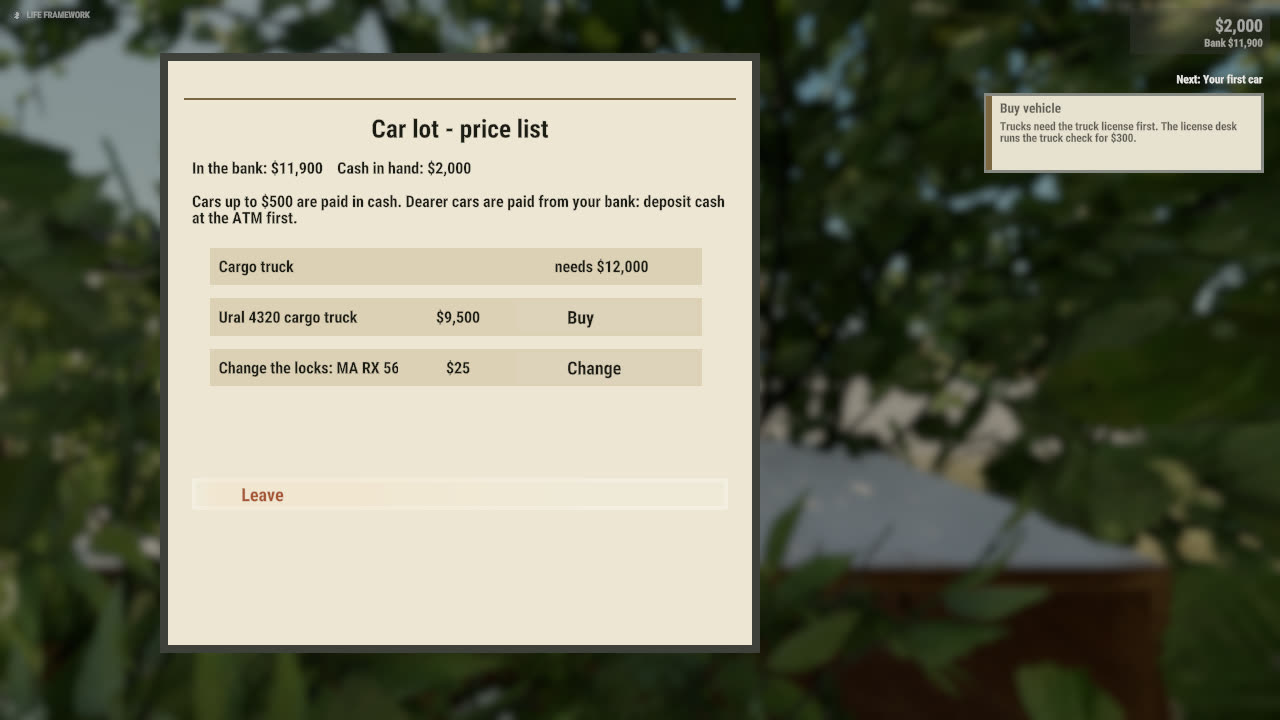 LIFE FRAMEWORK
$2,000
Bank $11,900
Next: Your first car
Buy vehicle
Trucks need the truck license first. The license desk
runs the truck check for $300.
Car lot - price list
In the bank: $11,900 Cash in hand: $2,000
Cars up to $500 are paid in cash. Dearer cars are paid from your bank: deposit cash
at the ATM first.
Cargo truck needs $12,000
Ural 4320 cargo truck $9,500 Buy
Change the locks: MA RX 56 $25 Change
Leave